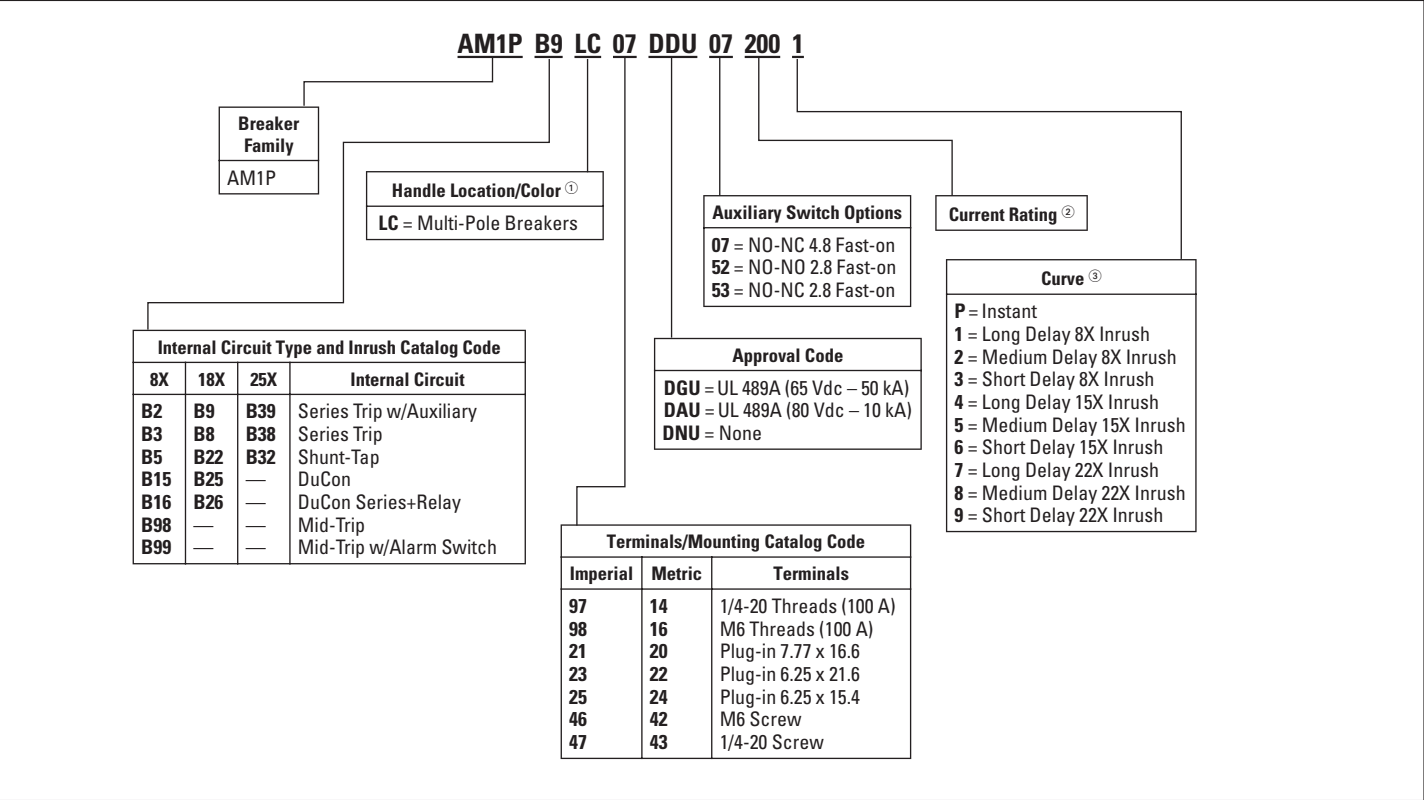 AM1P B9 LC 07 DDU 07 200 1
Breaker
Family
AM1P
Handle Location/Color ①
LC = Multi-Pole Breakers
Auxiliary Switch Options
07 = NO-NC 4.8 Fast-on
52 = NO-NO 2.8 Fast-on
53 = NO-NC 2.8 Fast-on
Current Rating ②
Curve ③
P = Instant
1 = Long Delay 8X Inrush
2 = Medium Delay 8X Inrush
3 = Short Delay 8X Inrush
4 = Long Delay 15X Inrush
5 = Medium Delay 15X Inrush
6 = Short Delay 15X Inrush
7 = Long Delay 22X Inrush
8 = Medium Delay 22X Inrush
9 = Short Delay 22X Inrush
Internal Circuit Type and Inrush Catalog Code
8X 18X 25X Internal Circuit
B2 B9 B39 Series Trip w/Auxiliary
B3 B8 B38 Series Trip
B5 B22 B32 Shunt-Tap
B15 B25 — DuCon
B16 B26 — DuCon Series+Relay
B98 — — Mid-Trip
B99 — — Mid-Trip w/Alarm Switch
Approval Code
DGU = UL 489A (65 Vdc – 50 kA)
DAU = UL 489A (80 Vdc – 10 kA)
DNU = None
Terminals/Mounting Catalog Code
Imperial Metric Terminals
97 14 1/4-20 Threads (100 A)
98 16 M6 Threads (100 A)
21 20 Plug-in 7.77 x 16.6
23 22 Plug-in 6.25 x 21.6
25 24 Plug-in 6.25 x 15.4
46 42 M6 Screw
47 43 1/4-20 Screw